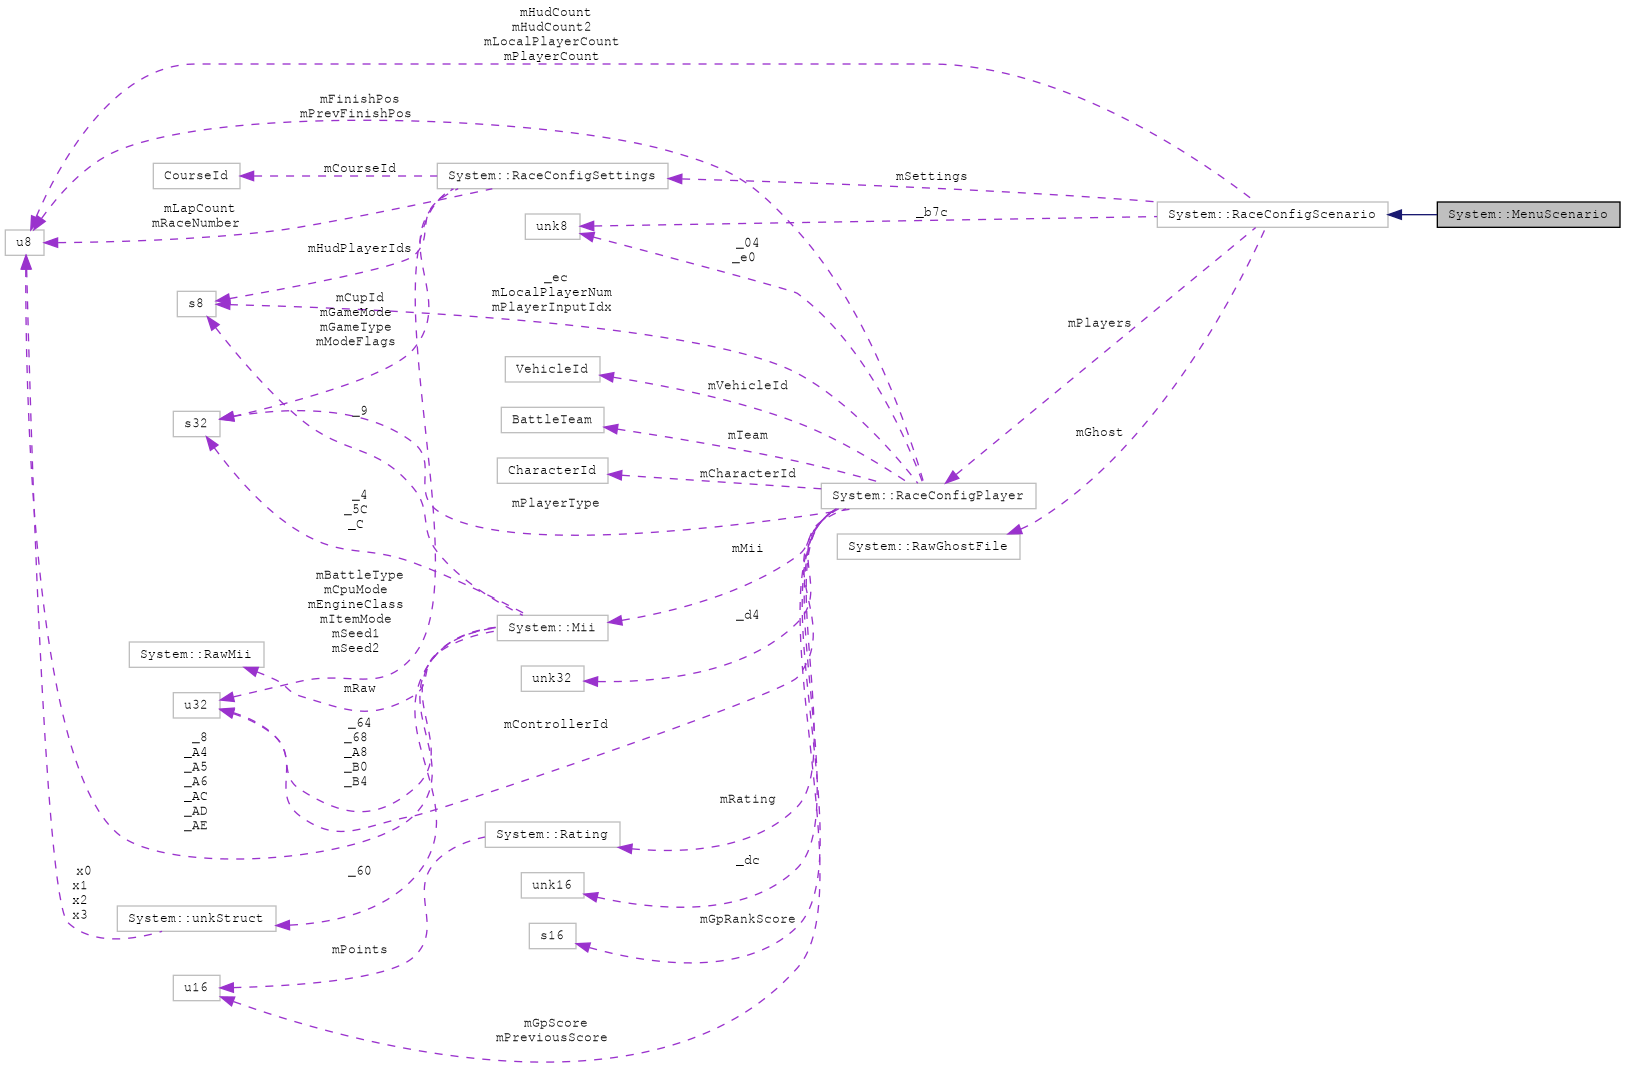 mHudCount
mHudCount2
mLocalPlayerCount
mPlayerCount
mFinishPos
mPrevFinishPos
CourseId
mCourseId
System::RaceConfigSettings
mSettings
System::RaceConfigScenario
System::MenuScenario
mLapCount
mRaceNumber
unk8
_b7c
u8
mHudPlayerIds
_04
_e0
s8
mCupId
mGameMode
mGameType
mModeFlags
_ec
mLocalPlayerNum
mPlayerInputIdx
mPlayers
VehicleId
mVehicleId
s32
_9
BattleTeam
mTeam
mGhost
CharacterId
mCharacterId
System::RaceConfigPlayer
_4
_5C
_C
mPlayerType
System::RawGhostFile
mMii
mBattleType
mCpuMode
mEngineClass
mItemMode
mSeed1
mSeed2
System::Mii
_d4
System::RawMii
mRaw
unk32
u32
_64
_68
_A8
_B0
_B4
mControllerId
_8
_A4
_A5
_A6
_AC
_AD
_AE
System::Rating
mRating
x0
x1
x2
x3
_60
unk16
_dc
System::unkStruct
s16
mGpRankScore
mPoints
u16
mGpScore
mPreviousScore